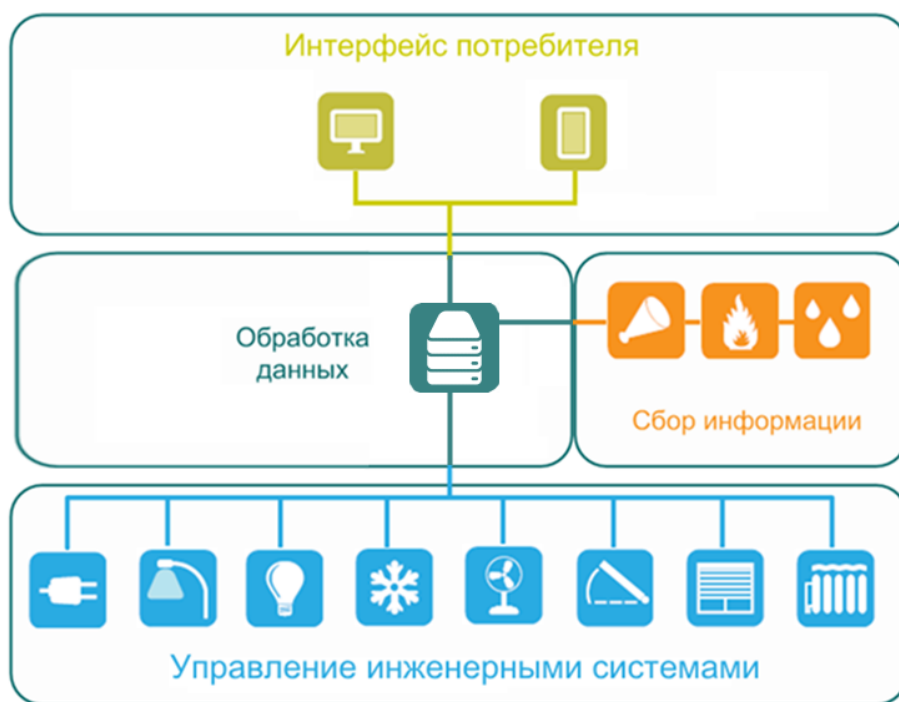 Интерфейс потребителя
Обработка
данных
Сбор информации
Управление инженерными системами